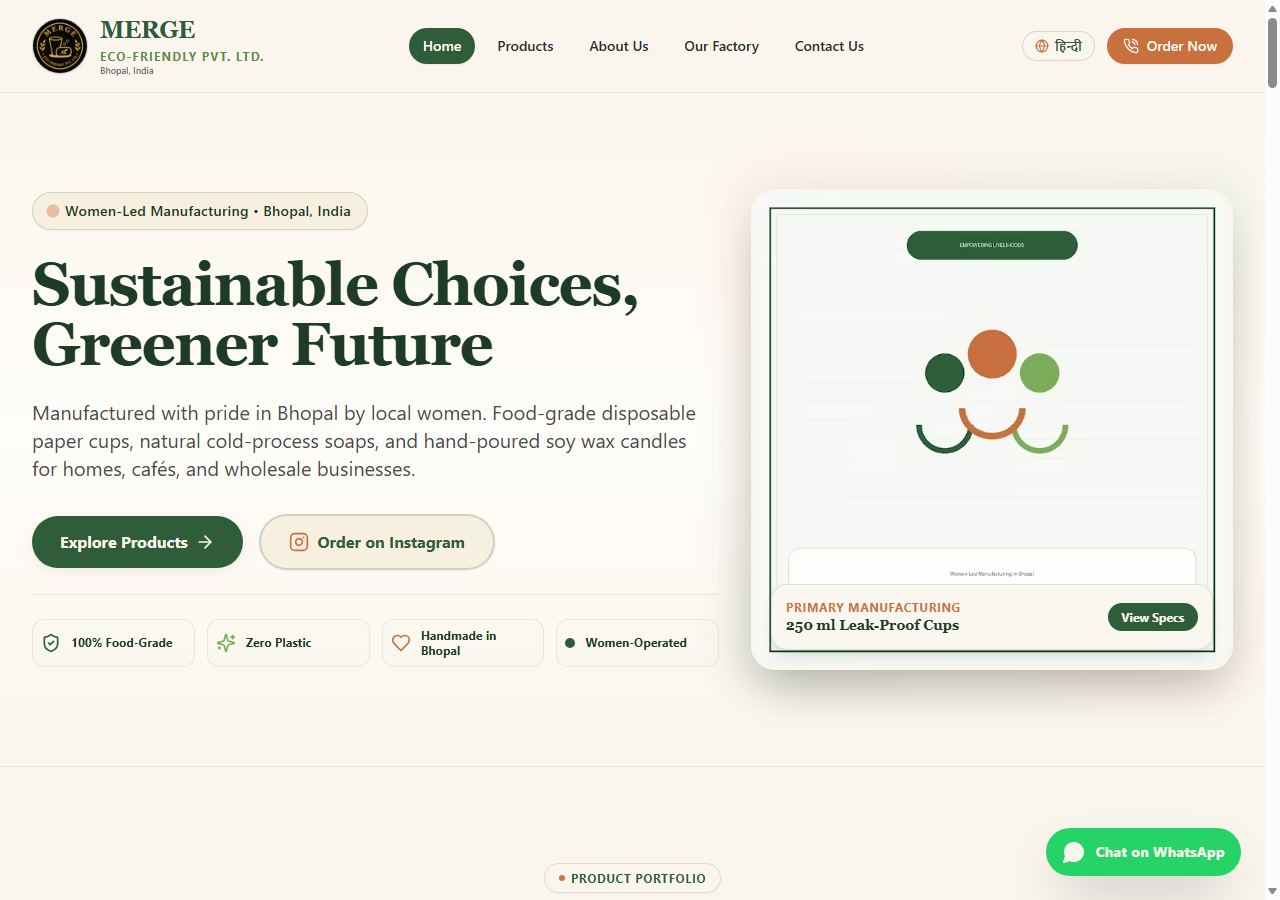 MERGE
ECO-FRIENDLY PVT. LTD.
Bhopal, India
Home
Products
About Us
Our Factory
Contact Us
हिन्दी
Order Now
Women-Led Manufacturing • Bhopal, India
Sustainable Choices,
Greener Future
Manufactured with pride in Bhopal by local women. Food-grade disposable
paper cups, natural cold-process soaps, and hand-poured soy wax candles
for homes, cafés, and wholesale businesses.
Explore Products
Order on Instagram
100% Food-Grade
Zero Plastic
Handmade in
Bhopal
Women-Operated
EMPOWERING LIVELIHOODS
Women-Led Manufacturing in Bhopal
PRIMARY MANUFACTURING
250 ml Leak-Proof Cups
View Specs
PRODUCT PORTFOLIO
Chat on WhatsApp